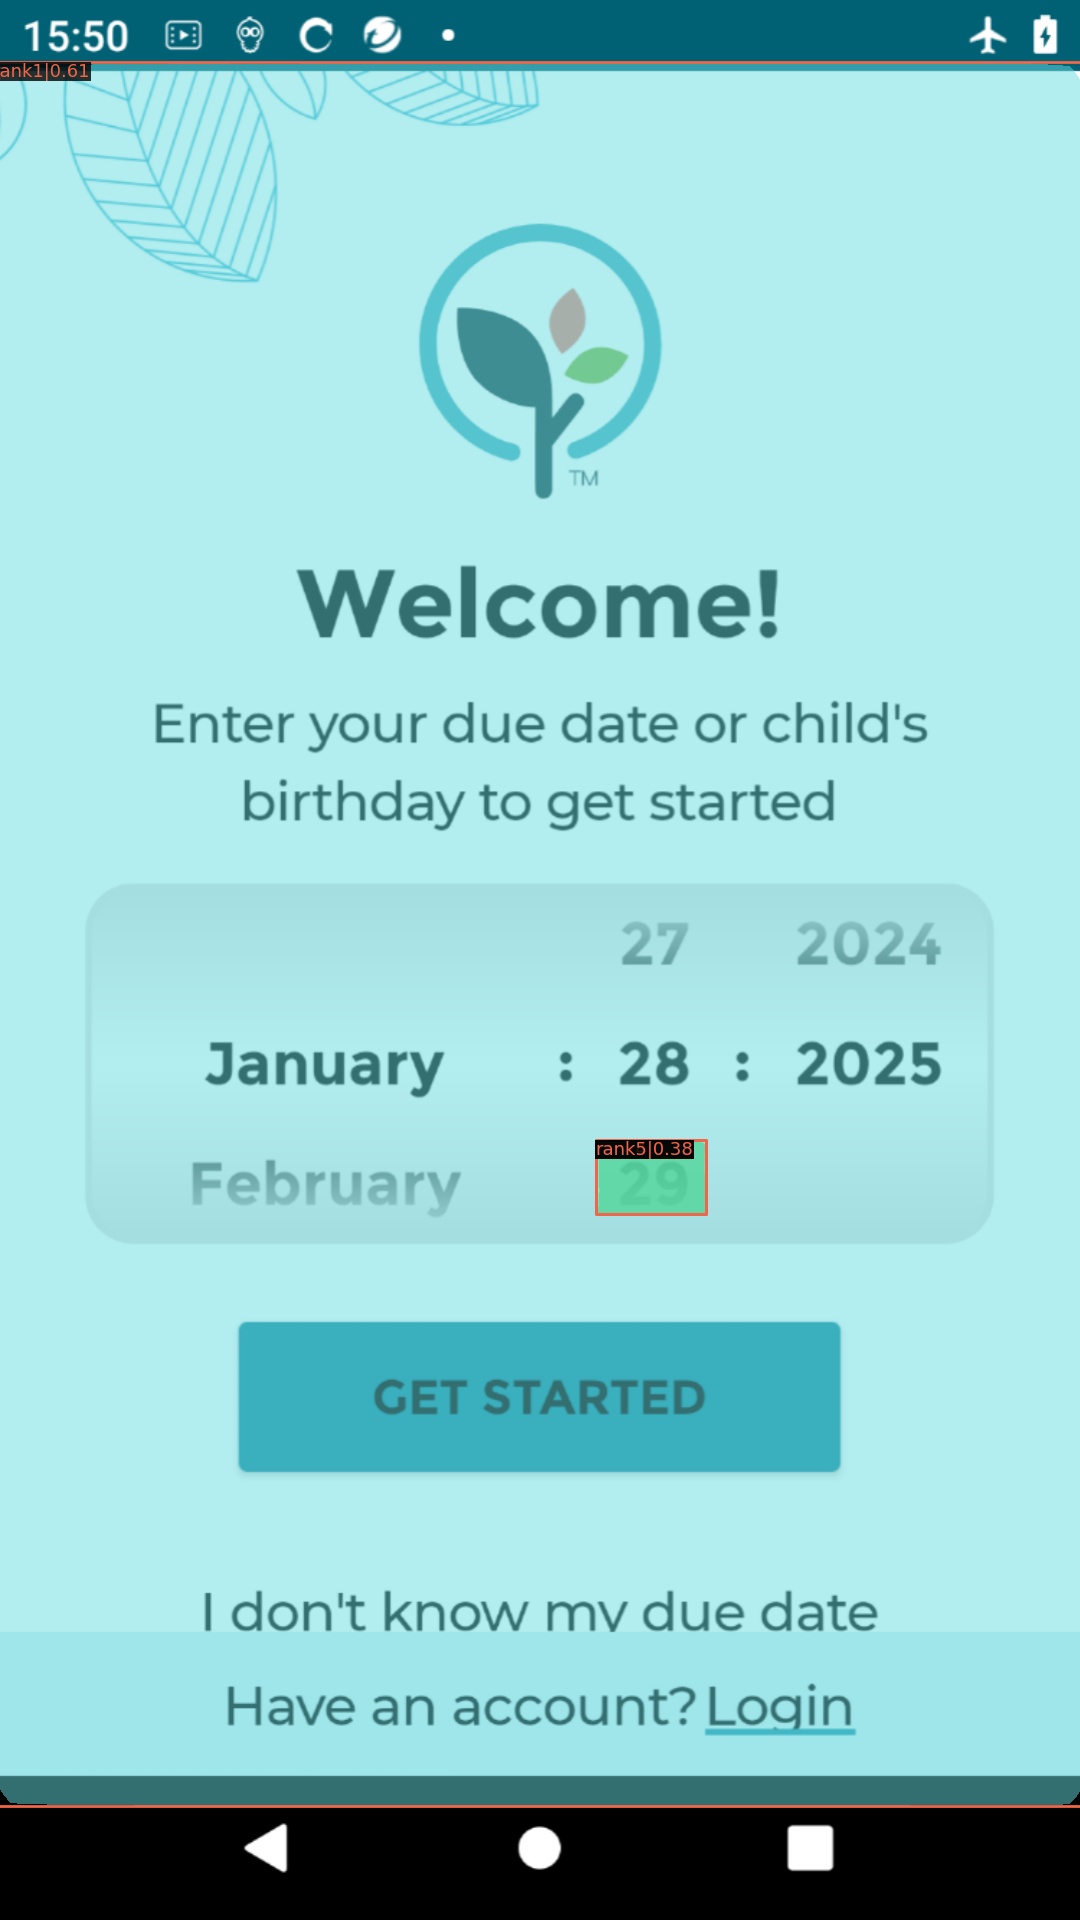 15:50
rank1|0.61
TM
Welcome!
Enter your due date or child's
birthday to get started
27 2024
January : 28 : 2025
rank5|0.38
February 29
GET STARTED
I don't know my due date
Have an account? Login